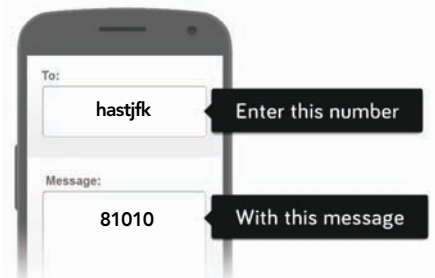 To:
hastjfk
Enter this number
Message:
81010
With this message